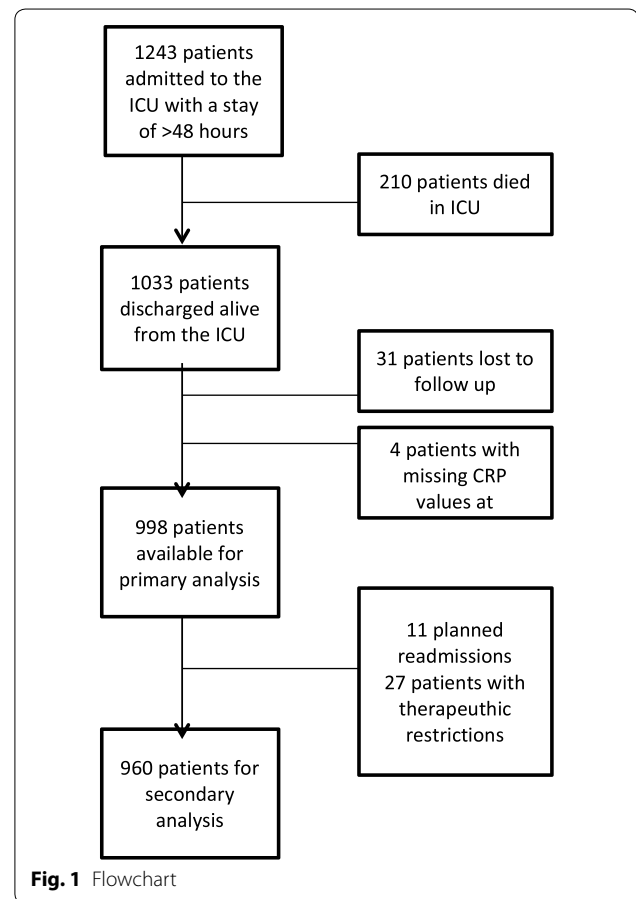 1243 patients
admitted to the
ICU with a stay
of >48 hours
210 patients died
in ICU
1033 patients
discharged alive
from the ICU
31 patients lost to
follow up
4 patients with
missing CRP
values at
998 patients
available for
primary analysis
11 planned
readmissions
27 patients with
therapeuthic
restrictions
960 patients for
secondary
analysis
Fig. 1 Flowchart